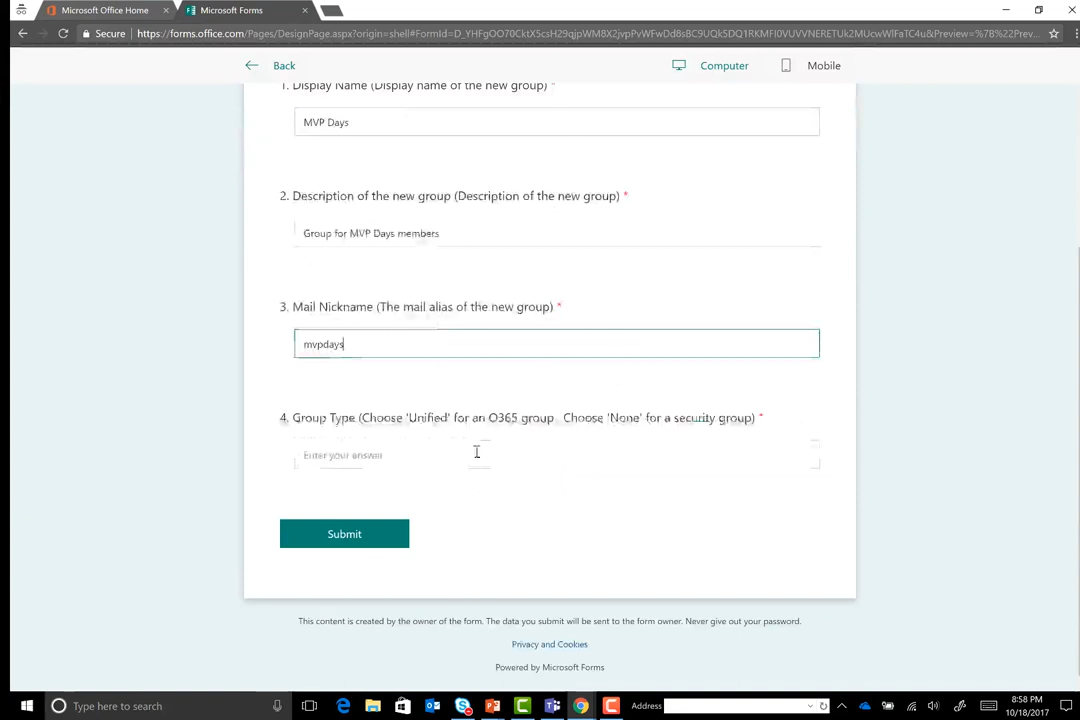 Microsoft Office Home
Microsoft Forms
Secure
Back
Computer
Mobile
1. Display Name (Display name of the new group) *
MVP Days
2. Description of the new group (Description of the new group) *
Group for MVP Days members
3. Mail Nickname (The mail alias of the new group) *
mvpdays
4. Group Type (Choose 'Unified' for an O365 group Choose 'None' for a security group) *
Enter your answer
Submit
This content is created by the owner of the form. The data you submit will be sent to the form owner. Never give out your password.
Privacy and Cookies
Powered by Microsoft Forms
Type here to search
Address
8:58 PM
10/18/2017